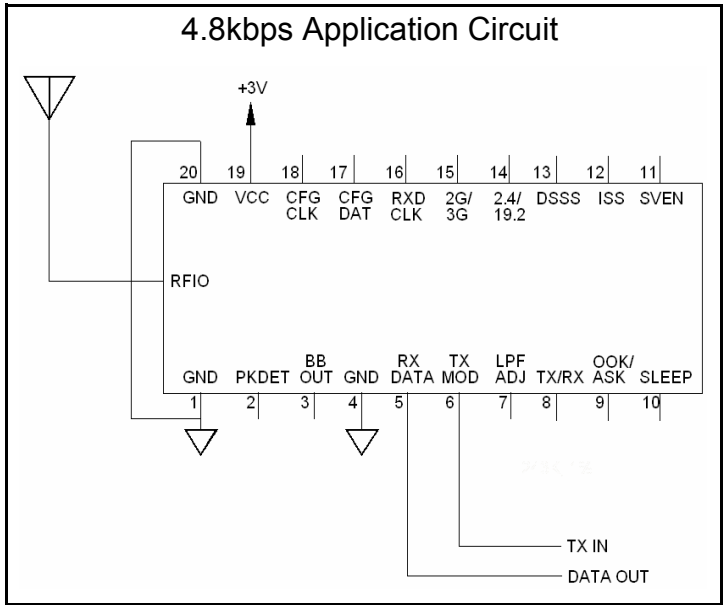 4.8kbps Application Circuit
+3V
20 19 18 17 16 15 14 13 12 11
GND VCC CFG CFG RXD 2G/ 2.4/ DSSS ISS SVEN
CLK DAT CLK 3G 19.2
RFIO
BB RX TX LPF OOK/
GND PKDET OUT GND DATA MOD ADJ TX/RX ASK SLEEP
1 2 3 4 5 6 7 8 9 10
TX IN
DATA OUT